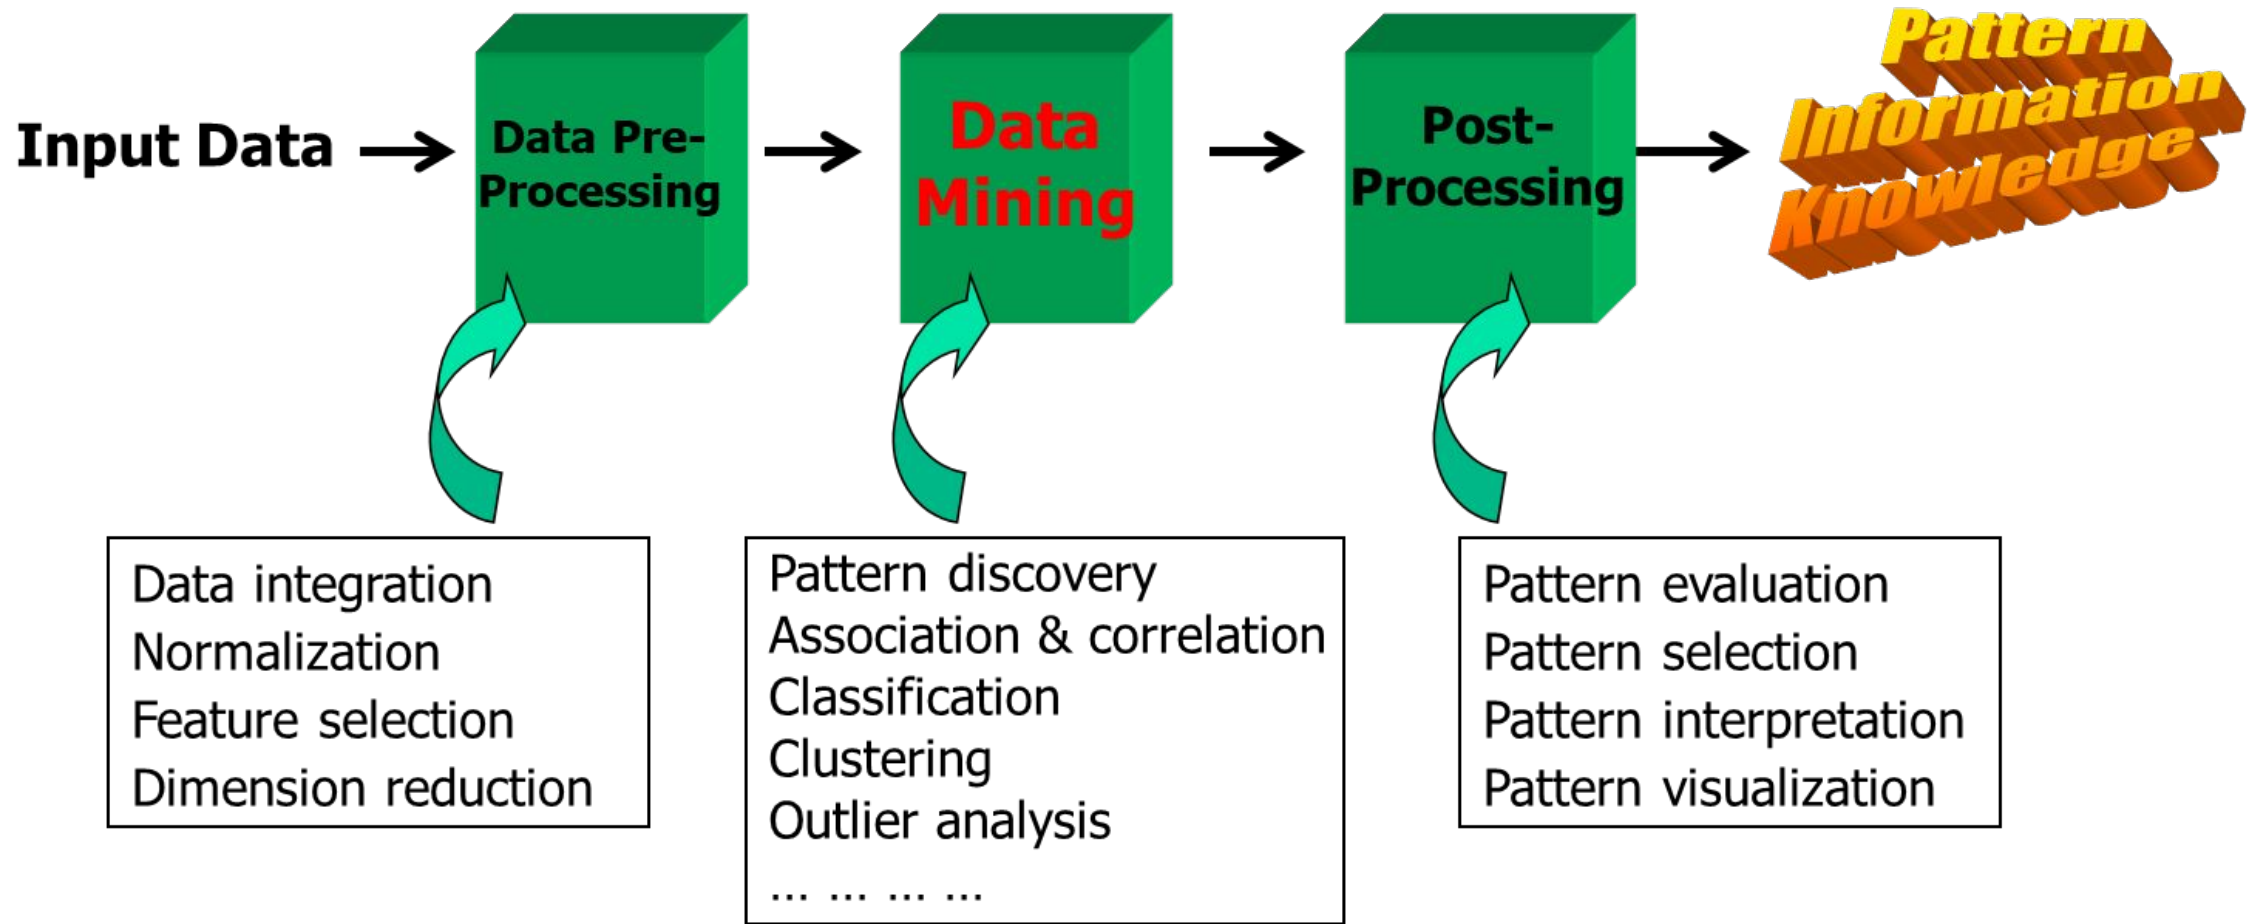 Input Data
Data Pre-
Processing
Data
Mining
Post-
Processing
Pattern
Information
Knowledge
Data integration
Normalization
Feature selection
Dimension reduction
Pattern discovery
Association & correlation
Classification
Clustering
Outlier analysis
... ... ... ...
Pattern evaluation
Pattern selection
Pattern interpretation
Pattern visualization